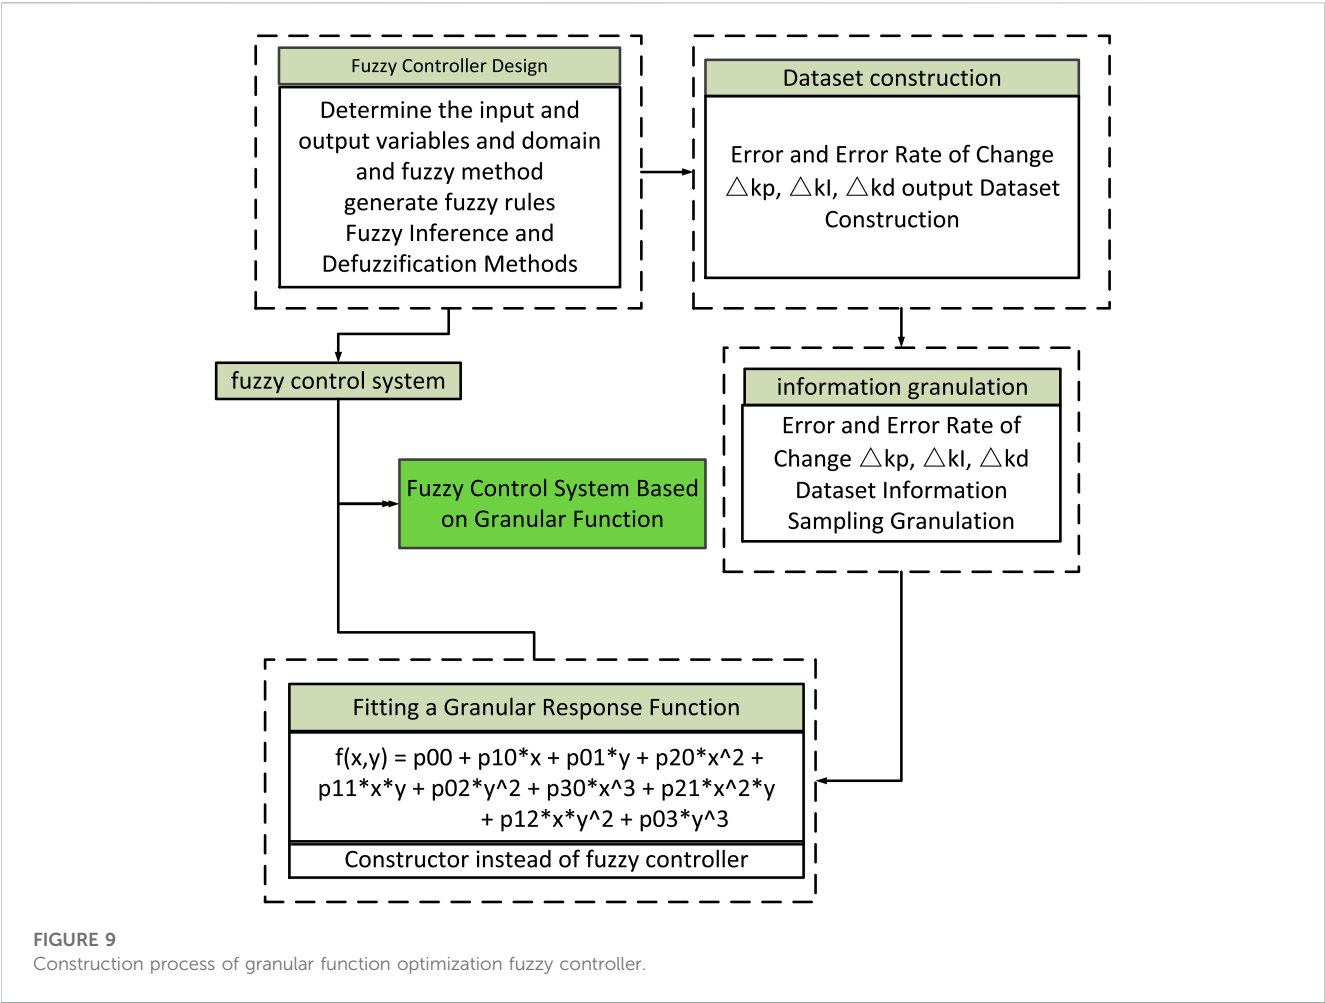 Fuzzy Controller Design
Determine the input and
output variables and domain
and fuzzy method
generate fuzzy rules
Fuzzy Inference and
Defuzzification Methods
Dataset construction
Error and Error Rate of Change
△kp, △kI, △kd output Dataset
Construction
fuzzy control system
information granulation
Error and Error Rate of
Change △kp, △kI, △kd
Dataset Information
Sampling Granulation
Fuzzy Control System Based
on Granular Function
Fitting a Granular Response Function
f(x,y) = p00 + p10*x + p01*y + p20*x^2 +
p11*x*y + p02*y^2 + p30*x^3 + p21*x^2*y
+ p12*x*y^2 + p03*y^3
Constructor instead of fuzzy controller
FIGURE 9
Construction process of granular function optimization fuzzy controller.